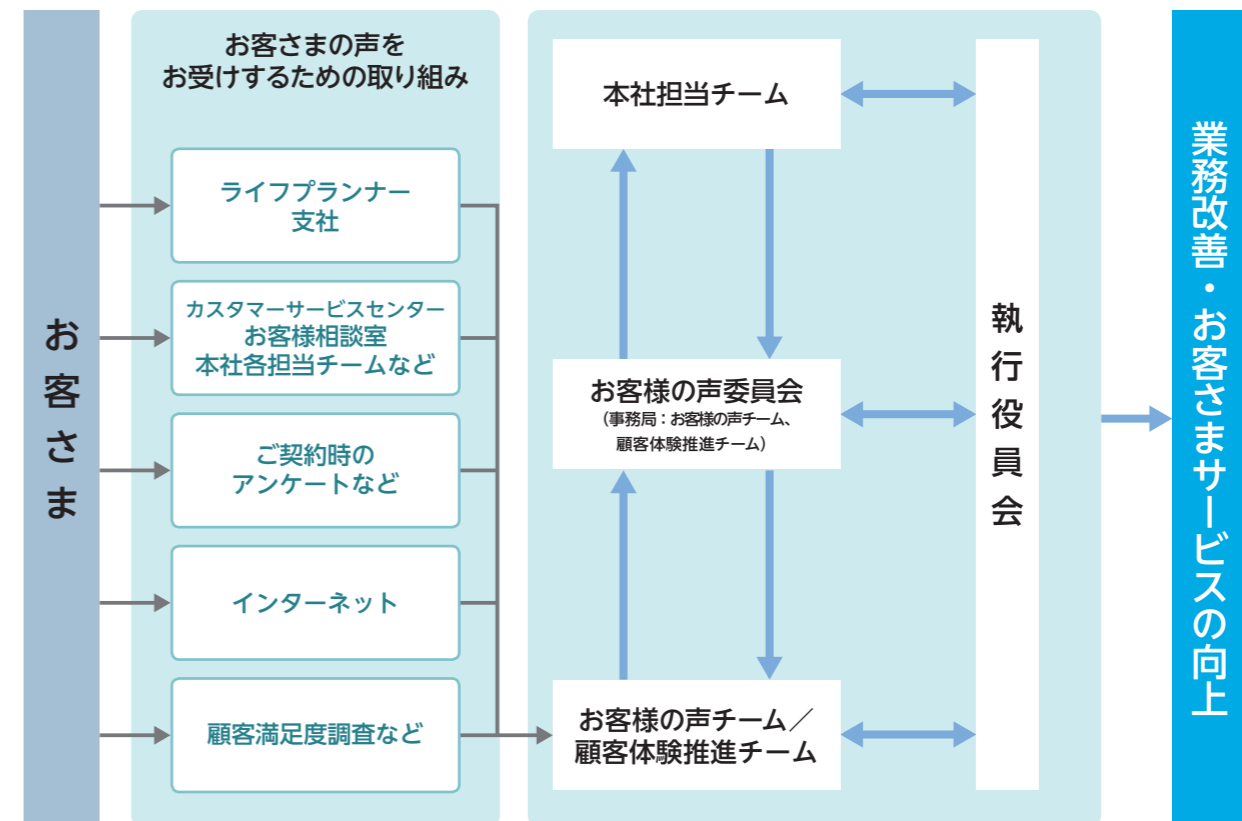 お客さま
お客さまの声を
お受けするための取り組み
ライフプランナー
支社
カスタマーサービスセンター
お客様相談室
本社各担当チームなど
ご契約時の
アンケートなど
インターネット
顧客満足度調査など
本社担当チーム
お客様の声委員会
（事務局：お客様の声チーム、
顧客体験推進チーム）
お客様の声チーム／
顧客体験推進チーム
執行役員会
業務改善・お客さまサービスの向上